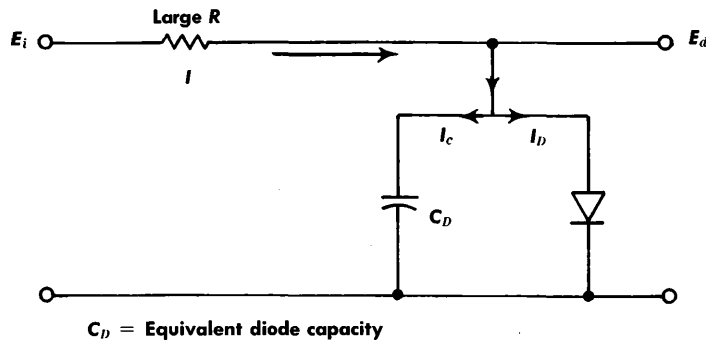 Large R
E_i
E_d
I
I_c
I_D
C_D
C_D = Equivalent diode capacity